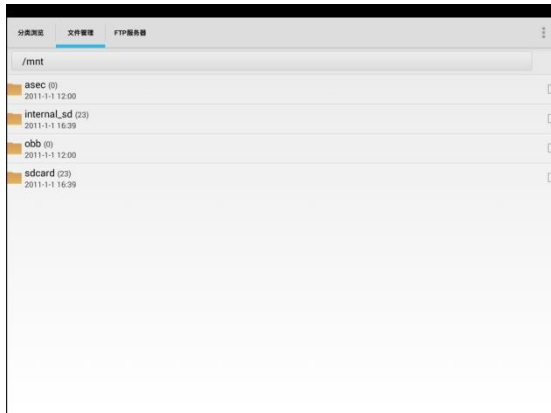 分类浏览 文件管理 FTP服务器
/mnt
asec (0)
2011-1-1 12:00
internal_sd (23)
2011-1-1 16:39
obb (0)
2011-1-1 12:00
sdcard (23)
2011-1-1 16:39